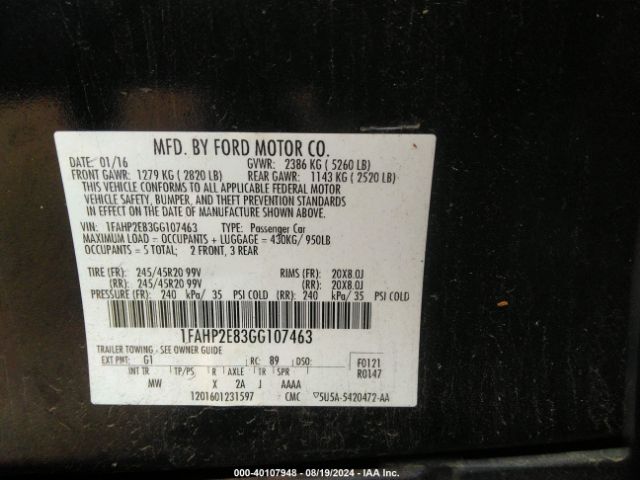 MFD. BY FORD MOTOR CO.
DATE: 01/16 GVWR: 2386 KG ( 5260 LB)
FRONT GAWR: 1279 KG ( 2820 LB) REAR GAWR: 1143 KG ( 2520 LB)
THIS VEHICLE CONFORMS TO ALL APPLICABLE FEDERAL MOTOR
VEHICLE SAFETY, BUMPER, AND THEFT PREVENTION STANDARDS
IN EFFECT ON THE DATE OF MANUFACTURE SHOWN ABOVE.
VIN: 1FAHP2E83GG107463 TYPE: Passenger Car
MAXIMUM LOAD = OCCUPANTS + LUGGAGE = 430KG/ 950LB
OCCUPANTS = 5 TOTAL; 2 FRONT, 3 REAR
TIRE (FR): 245/45R20 99V RIMS (FR): 20X8.0J
(RR): 245/45R20 99V (RR): 20X8.0J
PRESSURE (FR): 240 kPa/ 35 PSI COLD (RR): 240 kPa/ 35 PSI COLD
1FAHP2E83GG107463
TRAILER TOWING - SEE OWNER GUIDE
EXT PNT: G1 RC: 89 DSO: F0121
INT TR TP/PS R AXLE TR SPR R0147
MW X 2A J AAAA
1201601231597 CMC ▽5U5A-5420472-AA
000-40107948 - 08/19/2024 - IAA Inc.